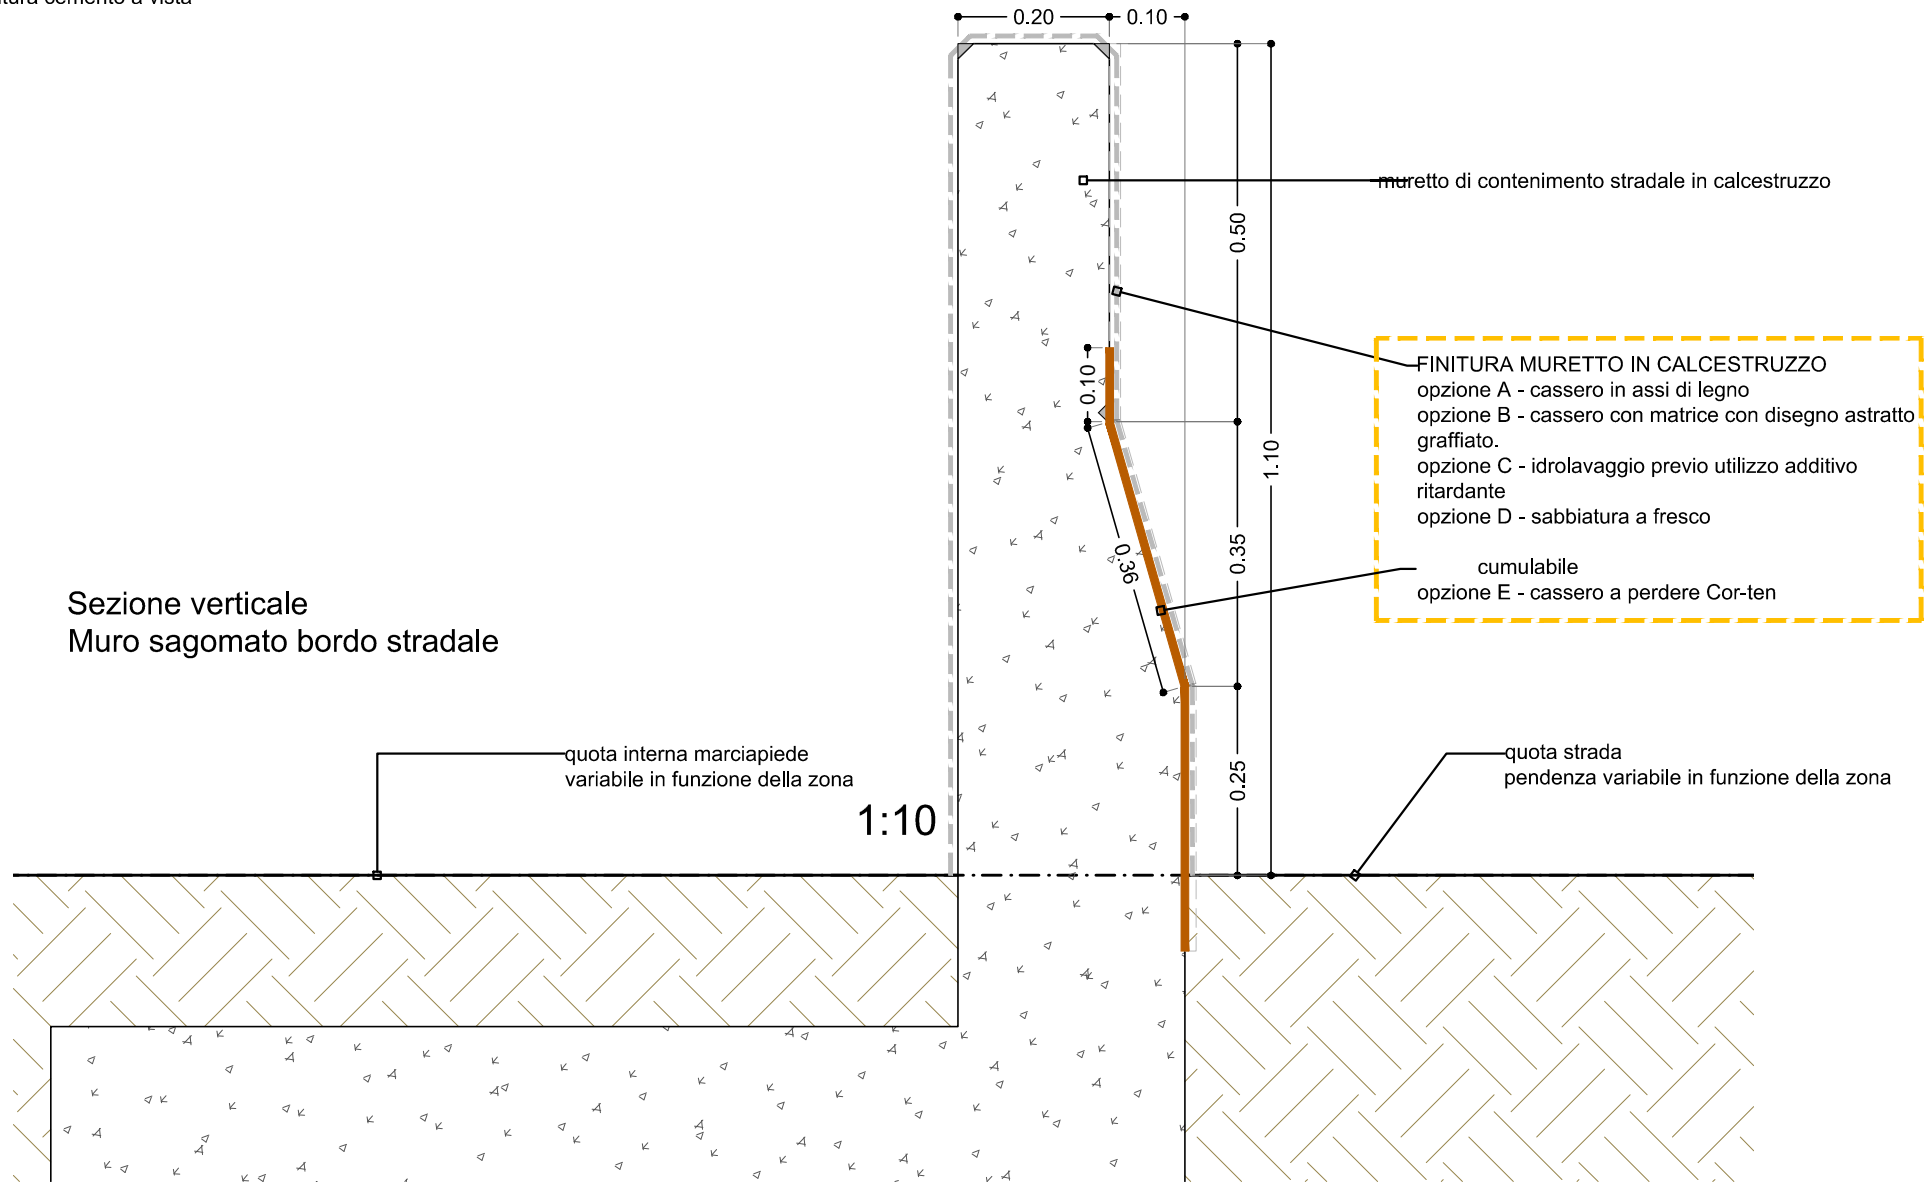 cemento a vista
0.20
0.10
muretto di contenimento stradale in calcestruzzo
0.50
FINITURA MURETTO IN CALCESTRUZZO
opzione A - cassero in assi di legno
opzione B - cassero con matrice con disegno astratto
graffiato.
opzione C - idrolavaggio previo utilizzo additivo
ritardante
opzione D - sabbiatura a fresco
cumulabile
opzione E - cassero a perdere Cor-ten
0.10
1.10
0.36
0.35
Sezione verticale
Muro sagomato bordo stradale
quota interna marciapiede
variabile in funzione della zona
0.25
quota strada
pendenza variabile in funzione della zona
1:10